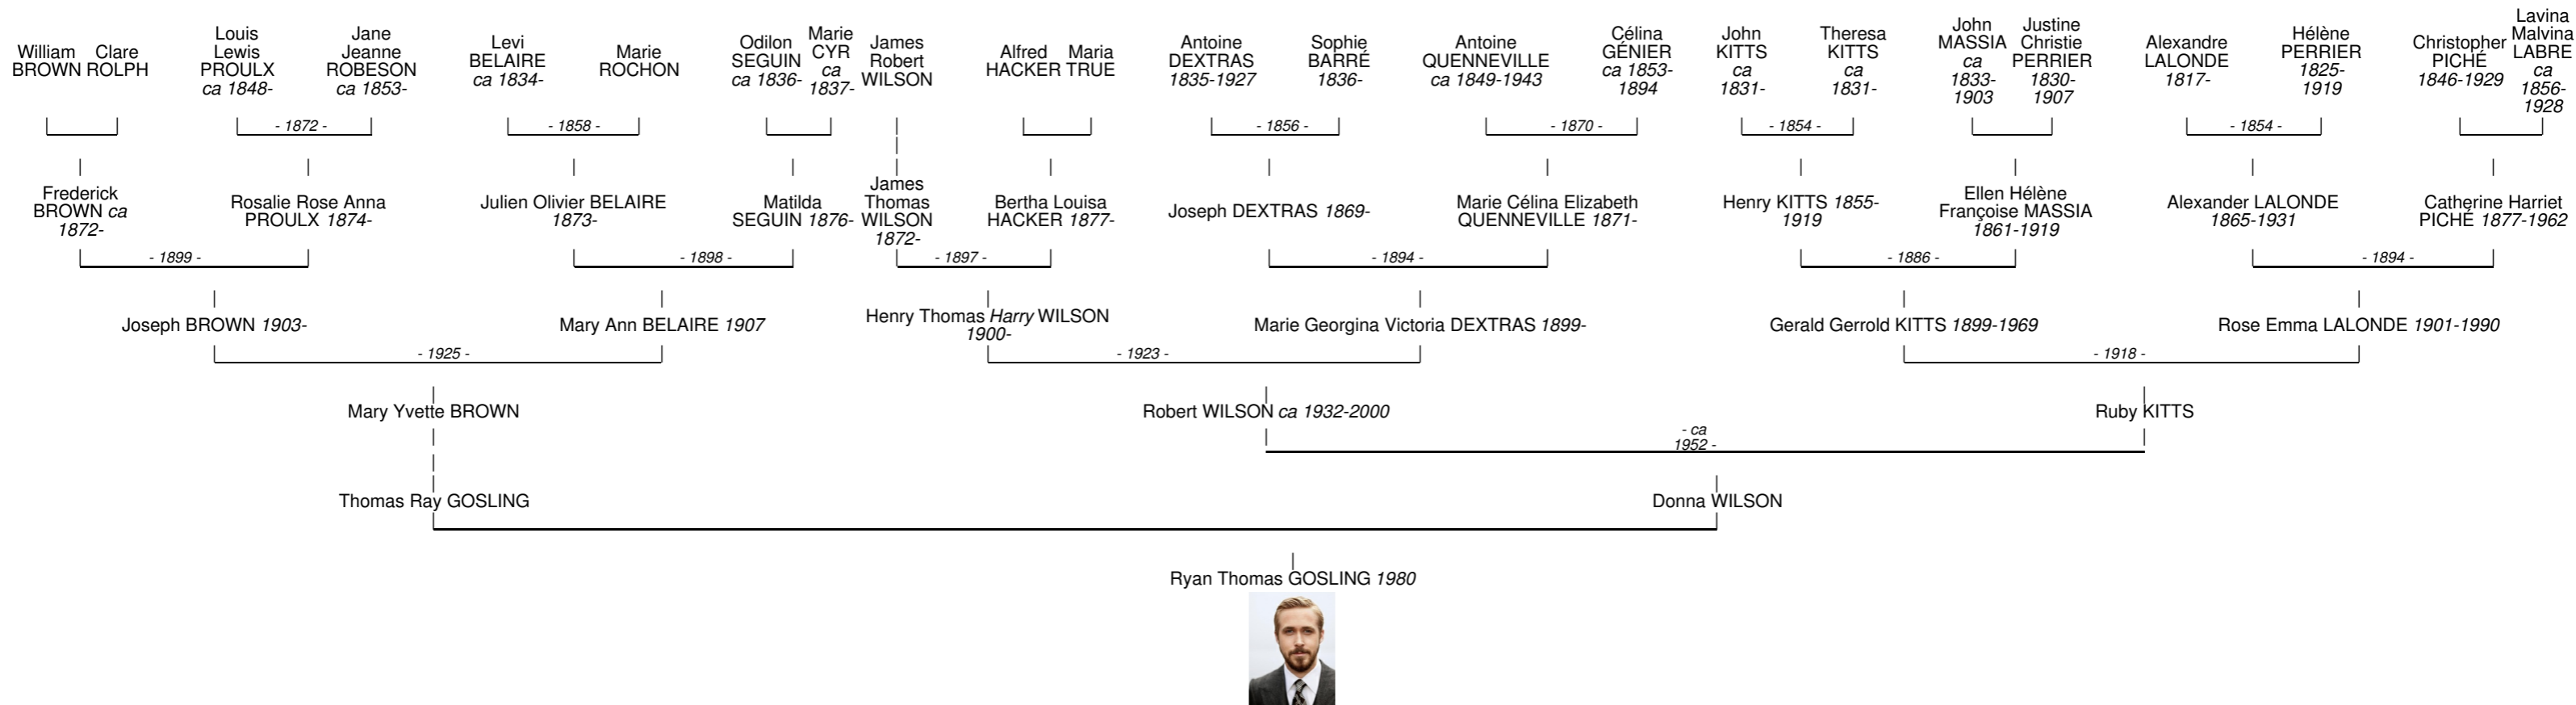 William BROWN
Clare ROLPH
Louis Lewis PROULX ca 1848-
Jane Jeanne ROBESON ca 1853-
Levi BELAIRE ca 1834-
Marie ROCHON
Odilon SEGUIN ca 1836-
Marie CYR ca 1837-
James Robert WILSON
Alfred HACKER
Maria TRUE
Antoine DEXTRAS 1835-1927
Sophie BARRÉ 1836-
Antoine QUENNEVILLE ca 1849-1943
Célina GÉNIER ca 1853-1894
John KITTS ca 1831-
Theresa KITTS ca 1831-
John MASSIA ca 1833-1903
Justine Christie PERRIER 1830-1907
Alexandre LALONDE 1817-
Hélène PERRIER 1825-1919
Christopher PICHÉ 1846-1929
Lavina Malvina LABRE ca 1856-1928
- 1872 -
- 1858 -
- 1856 -
- 1870 -
- 1854 -
- 1854 -
Frederick BROWN ca 1872-
Rosalie Rose Anna PROULX 1874-
Julien Olivier BELAIRE 1873-
Matilda SEGUIN 1876-
James Thomas WILSON 1872-
Bertha Louisa HACKER 1877-
Joseph DEXTRAS 1869-
Marie Célina Elizabeth QUENNEVILLE 1871-
Henry KITTS 1855-1919
Ellen Hélène Françoise MASSIA 1861-1919
Alexander LALONDE 1865-1931
Catherine Harriet PICHÉ 1877-1962
- 1899 -
- 1898 -
- 1897 -
- 1894 -
- 1886 -
- 1894 -
Joseph BROWN 1903-
Mary Ann BELAIRE 1907
Henry Thomas Harry WILSON 1900-
Marie Georgina Victoria DEXTRAS 1899-
Gerald Gerrold KITTS 1899-1969
Rose Emma LALONDE 1901-1990
- 1925 -
- 1923 -
- 1918 -
Mary Yvette BROWN
Robert WILSON ca 1932-2000
Ruby KITTS
- ca 1952 -
Thomas Ray GOSLING
Donna WILSON
Ryan Thomas GOSLING 1980